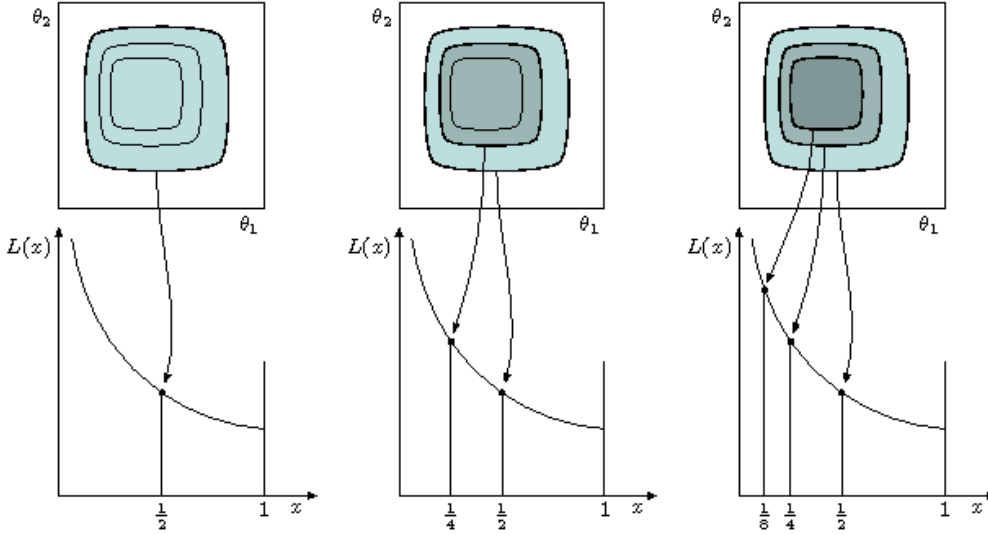 θ₂ θ₂ θ₂
θ₁ θ₁ θ₁
L(x) L(x) L(x)
1/2 1 x 1/4 1/2 1 x 1/8 1/4 1/2 1 x